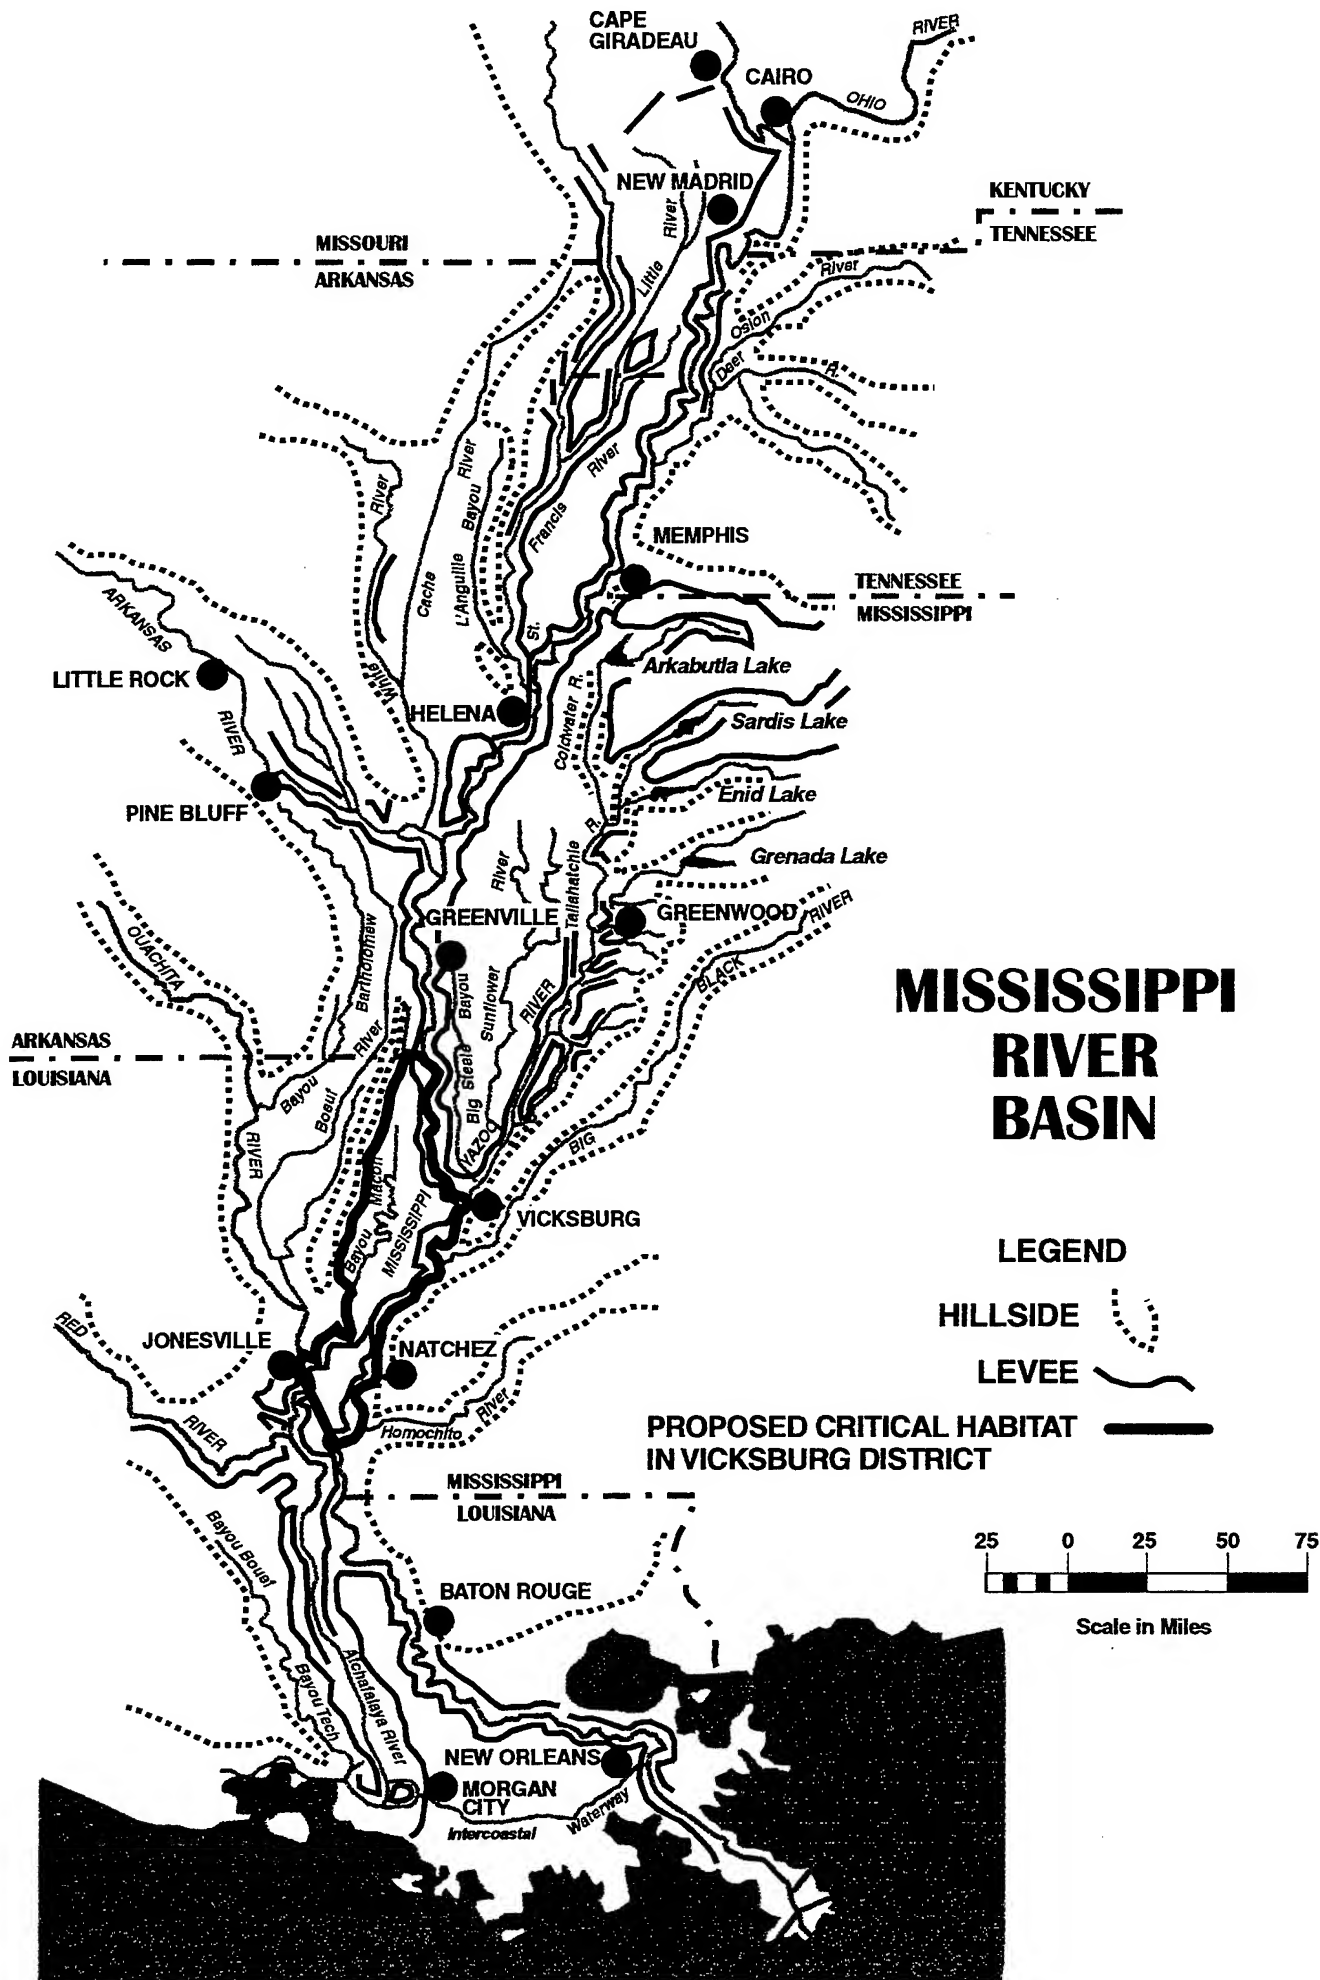 CAPE
GIRADEAU
CAIRO
OHIO
RIVER
NEW MADRID
KENTUCKY
TENNESSEE
MISSOURI
ARKANSAS
River
Little
River
Osion
Deer
R.
River
River
Bayou
River
Francis
MEMPHIS
TENNESSEE
MISSISSIPPI
Cache
L'Anguille
St.
ARKANSAS
LITTLE ROCK
White
HELENA
Arkabutla Lake
Coldwater R.
Sardis Lake
RIVER
Enid Lake
PINE BLUFF
R.
Grenada Lake
River
Tallahatchie
GREENVILLE
GREENWOOD
RIVER
BLACK
OUACHITA
Bartholomew
Bayou
Sunflower
RIVER
MISSISSIPPI
RIVER
BASIN
ARKANSAS
LOUISIANA
River
Bayou
Boeuf
Big Steele
YAZOO
BIG
RIVER
Macon
Bayou
MISSISSIPPI
VICKSBURG
LEGEND
HILLSIDE
LEVEE
PROPOSED CRITICAL HABITAT
IN VICKSBURG DISTRICT
RED
JONESVILLE
NATCHEZ
RIVER
Homochito
River
MISSISSIPPI
LOUISIANA
25 0 25 50 75
Scale in Miles
Bayou Bouef
BATON ROUGE
Bayou Tech
Atchafalaya River
NEW ORLEANS
MORGAN
CITY
Intercoastal
Waterway